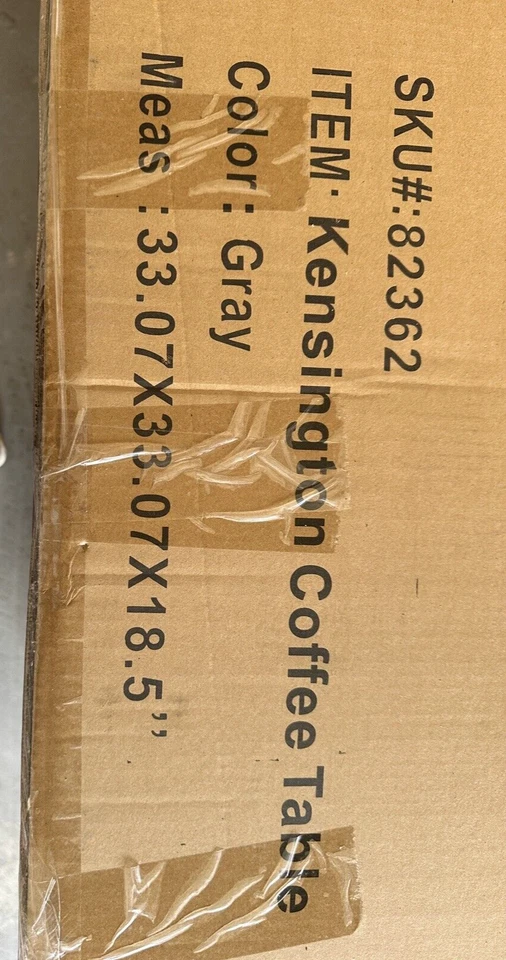 SKU#:82362
ITEM: Kensington Coffee Table
Color: Gray
Meas :33.07X33.07X18.5’’